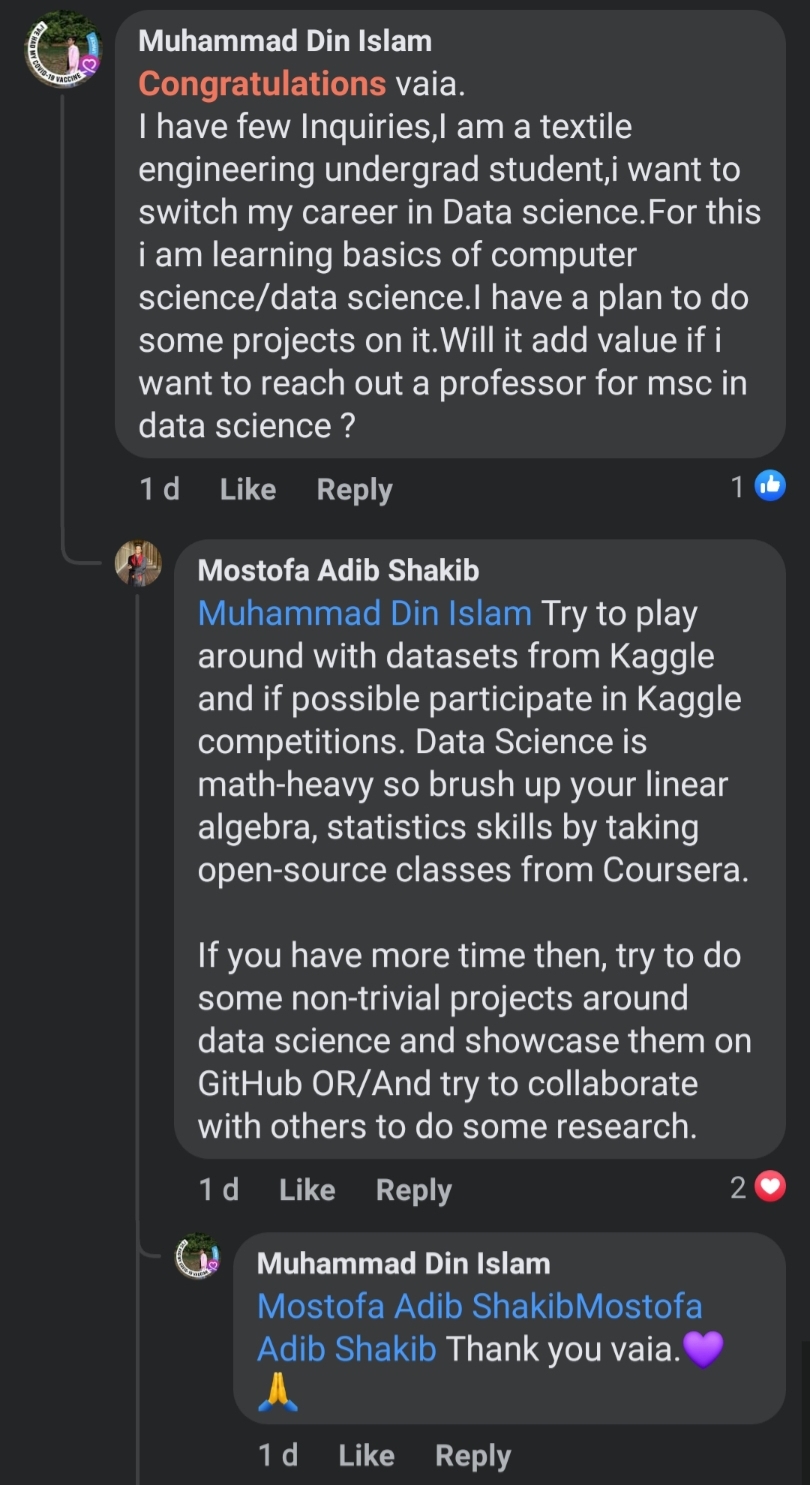 Muhammad Din Islam
Congratulations vaia.
I have few Inquiries,I am a textile
engineering undergrad student,i want to
switch my career in Data science.For this
i am learning basics of computer
science/data science.I have a plan to do
some projects on it.Will it add value if i
want to reach out a professor for msc in
data science ?
1 d Like Reply 1
Mostofa Adib Shakib
Muhammad Din Islam Try to play
around with datasets from Kaggle
and if possible participate in Kaggle
competitions. Data Science is
math-heavy so brush up your linear
algebra, statistics skills by taking
open-source classes from Coursera.
If you have more time then, try to do
some non-trivial projects around
data science and showcase them on
GitHub OR/And try to collaborate
with others to do some research.
1 d Like Reply 2
Muhammad Din Islam
Mostofa Adib ShakibMostofa
Adib Shakib Thank you vaia.💜
🙏
1 d Like Reply